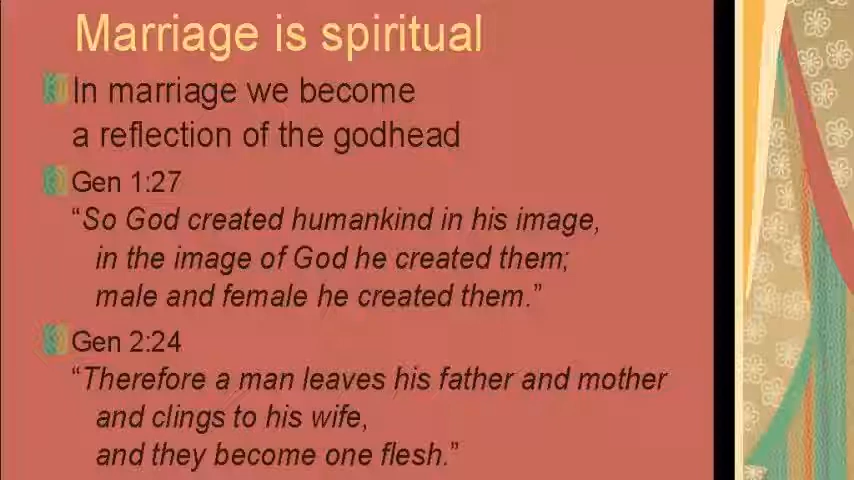 Marriage is spiritual
In marriage we become
a reflection of the godhead
Gen 1:27
“So God created humankind in his image,
in the image of God he created them;
male and female he created them.”
Gen 2:24
“Therefore a man leaves his father and mother
and clings to his wife,
and they become one flesh.”